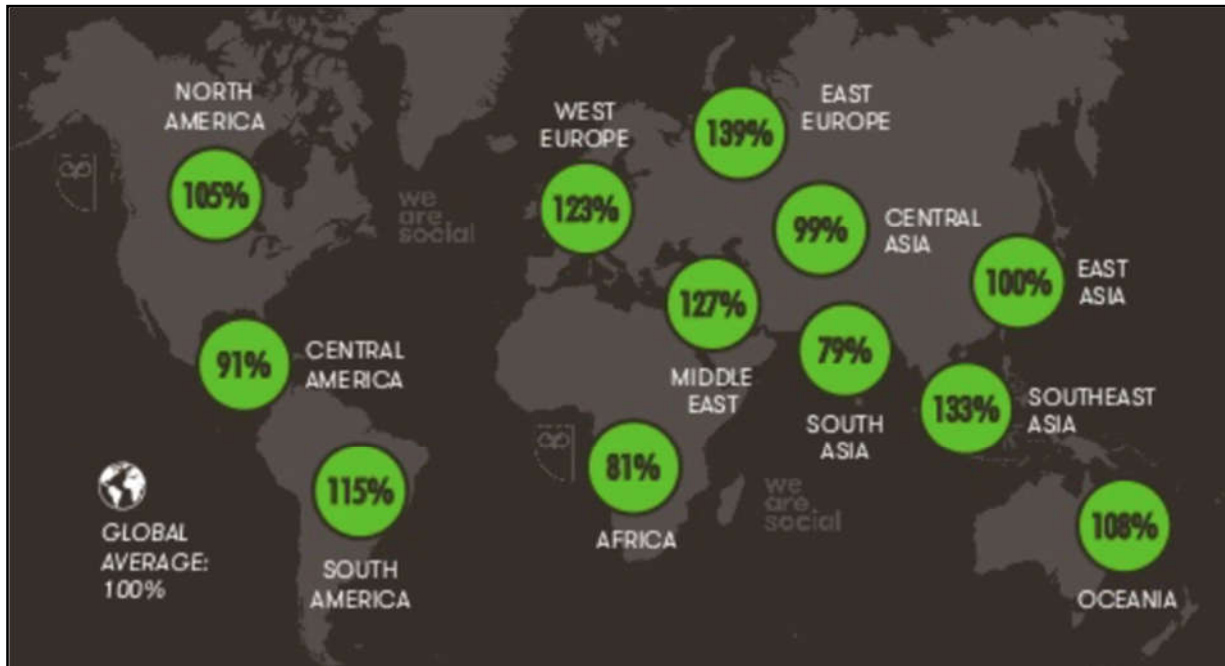 NORTH
AMERICA
105%
WEST
EUROPE
123%
EAST
EUROPE
139%
99%
CENTRAL
ASIA
100%
EAST
ASIA
127%
MIDDLE
EAST
79%
SOUTH
ASIA
133%
SOUTHEAST
ASIA
91%
CENTRAL
AMERICA
115%
SOUTH
AMERICA
81%
AFRICA
108%
OCEANIA
GLOBAL
AVERAGE:
100%
we
are
social
we
are
social